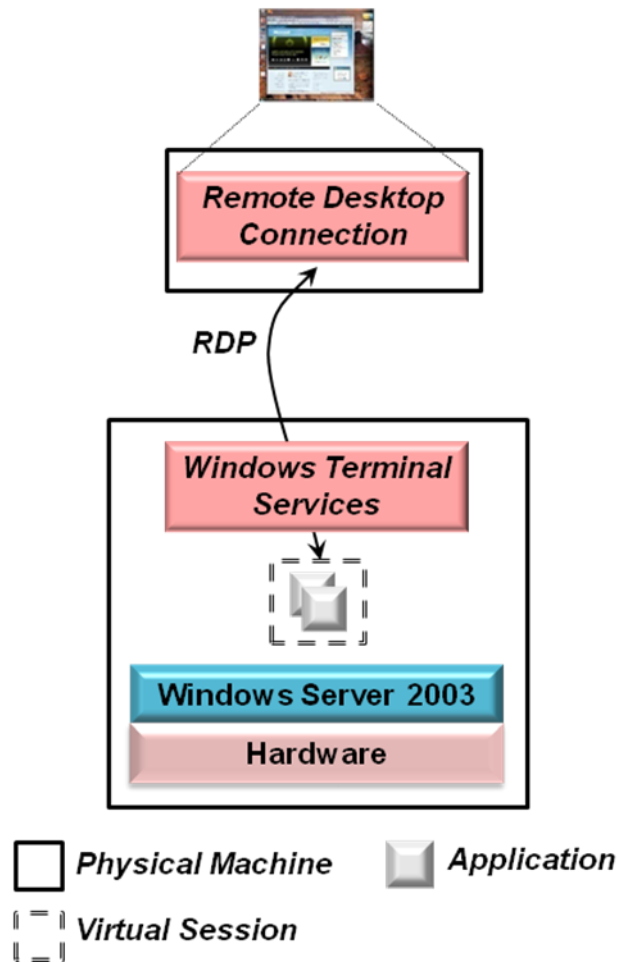 Remote Desktop
Connection
RDP
Windows Terminal
Services
Windows Server 2003
Hardware
Physical Machine
Application
Virtual Session